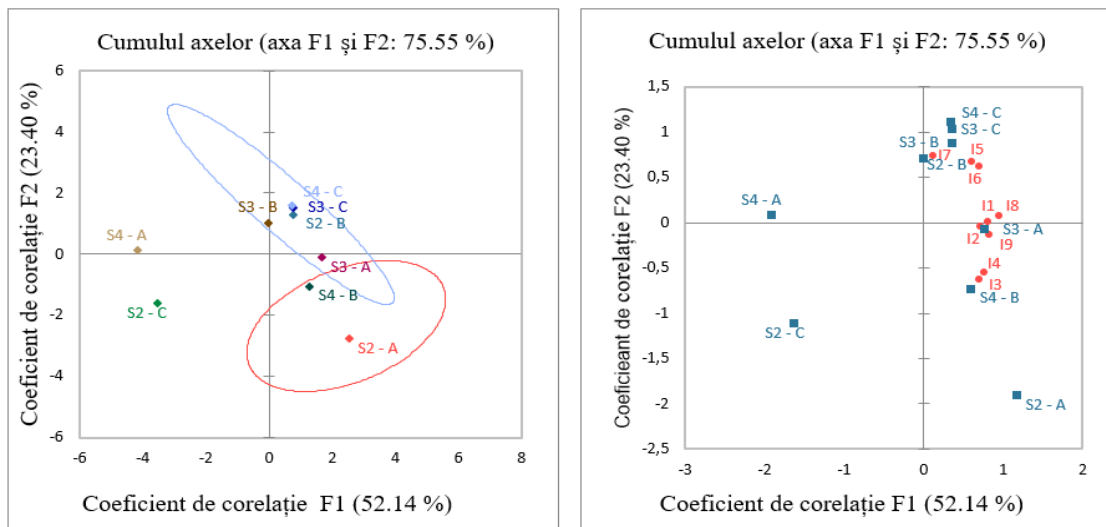 Cumulul axelor (axa F1 și F2: 75.55 %)
Coeficient de corelație F2 (23.40 %)
6
4
2
0
-2
-4
-6
S4 - C
S3 - B
S3 - C
S2 - B
S4 - A
S3 - A
S4 - B
S2 - C
S2 - A
-6 -4 -2 0 2 4 6 8
Coeficient de corelație F1 (52.14 %)
Cumulul axelor (axa F1 și F2: 75.55 %)
Coeficieant de corelație F2 (23.40 %)
1,5
1
0,5
0
-0,5
-1
-1,5
-2
-2,5
S4 - C
S3 - C
S3 - B
I7
I5
S2 - B
I6
S4 - A
I1
I8
S3 - A
I2
I9
I4
I3
S4 - B
S2 - C
S2 - A
-3 -2 -1 0 1 2
Coeficient de corelație F1 (52.14 %)